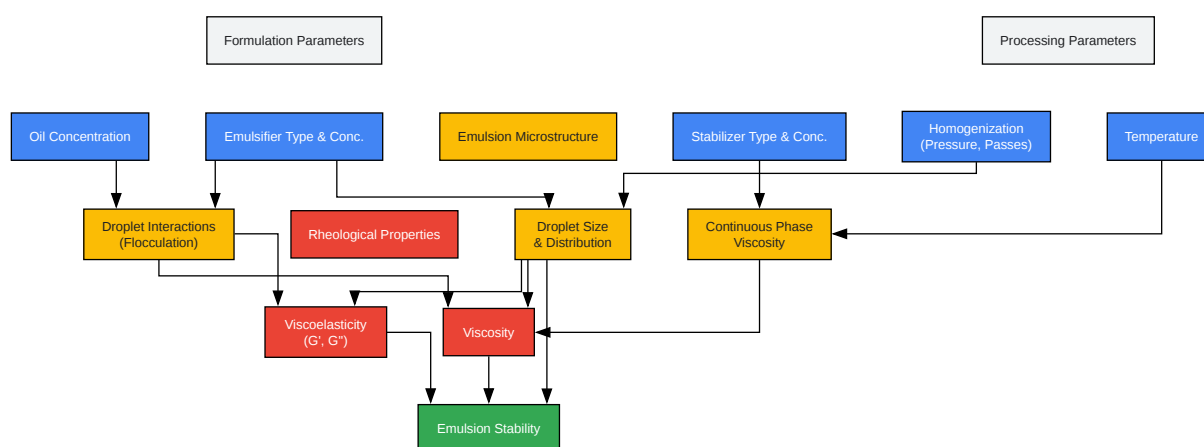 Formulation Parameters
Processing Parameters
Oil Concentration
Emulsifier Type & Conc.
Emulsion Microstructure
Stabilizer Type & Conc.
Homogenization
(Pressure, Passes)
Temperature
Droplet Interactions
(Flocculation)
Rheological Properties
Droplet Size
& Distribution
Continuous Phase
Viscosity
Viscoelasticity
(G', G'')
Viscosity
Emulsion Stability